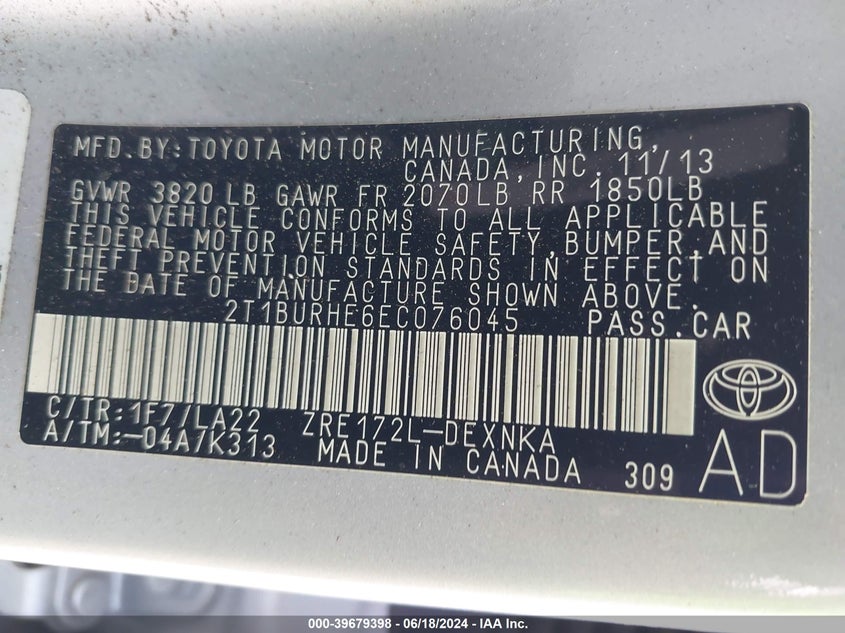 MFD.BY:TOYOTA MOTOR MANUFACTURING,
CANADA,INC. 11/13
GVWR 3820 LB GAWR FR 2070LB RR 1850LB
THIS VEHICLE CONFORMS TO ALL APPLICABLE
FEDERAL MOTOR VEHICLE SAFETY,BUMPER,AND
THEFT PREVENTION STANDARDS IN EFFECT ON
THE DATE OF MANUFACTURE SHOWN ABOVE.
2T1BURHE6EC076045 PASS.CAR
C/TR:1F7/LA22 ZRE172L-DEXNKA
A/TM:-04A/K313 MADE IN CANADA 309 AD
000-39679398 - 06/18/2024 - IAA Inc.